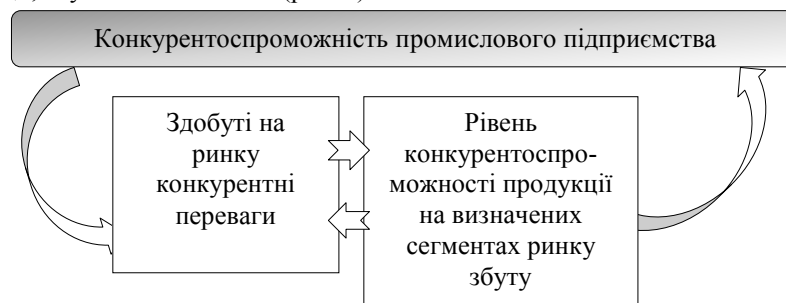 Конкурентоспроможність промислового підприємства
Здобуті на
ринку
конкурентні
переваги
Рівень
конкурентоспро-
можності продукції
на визначених
сегментах ринку
збуту